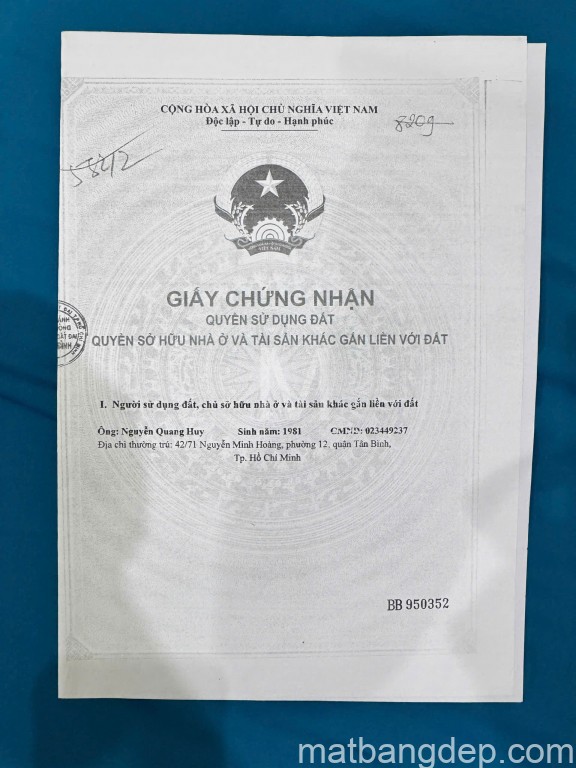 CỘNG HÒA XÃ HỘI CHỦ NGHĨA VIỆT NAM
Độc lập - Tự do - Hạnh phúc
8209
58212
VIỆT NAM
GIẤY CHỨNG NHẬN
QUYỀN SỬ DỤNG ĐẤT
QUYỀN SỞ HỮU NHÀ Ở VÀ TÀI SẢN KHÁC GẮN LIỀN VỚI ĐẤT
I. Người sử dụng đất, chủ sở hữu nhà ở và tài sản khác gắn liền với đất
Ông: Nguyễn Quang Huy Sinh năm: 1981 CMND: 023449237
Địa chỉ thường trú: 42/71 Nguyễn Minh Hoàng, phường 12, quận Tân Bình,
Tp. Hồ Chí Minh
BB 950352
matbangdep.com